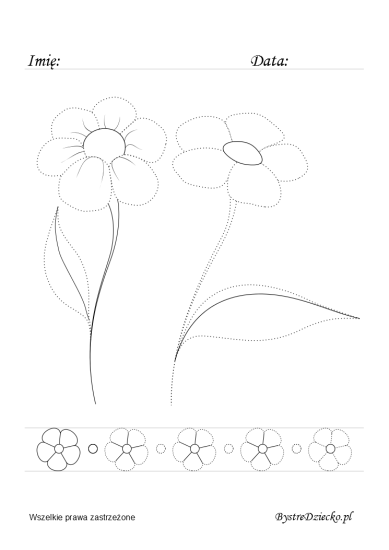 Imię: Data:
Wszelkie prawa zastrzeżone BystreDziecko.pl